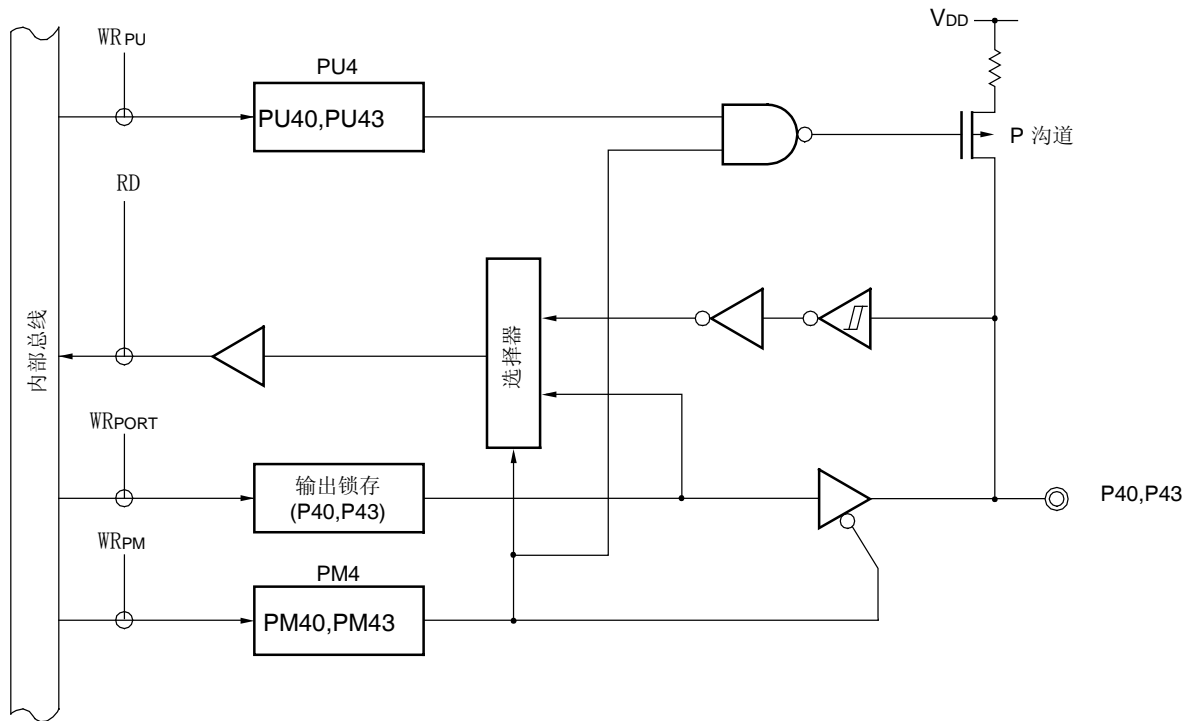 WRPU
VDD
PU4
PU40,PU43
P 沟道
RD
内部总线
选择器
WRPORT
输出锁存
(P40,P43)
P40,P43
WRPM
PM4
PM40,PM43